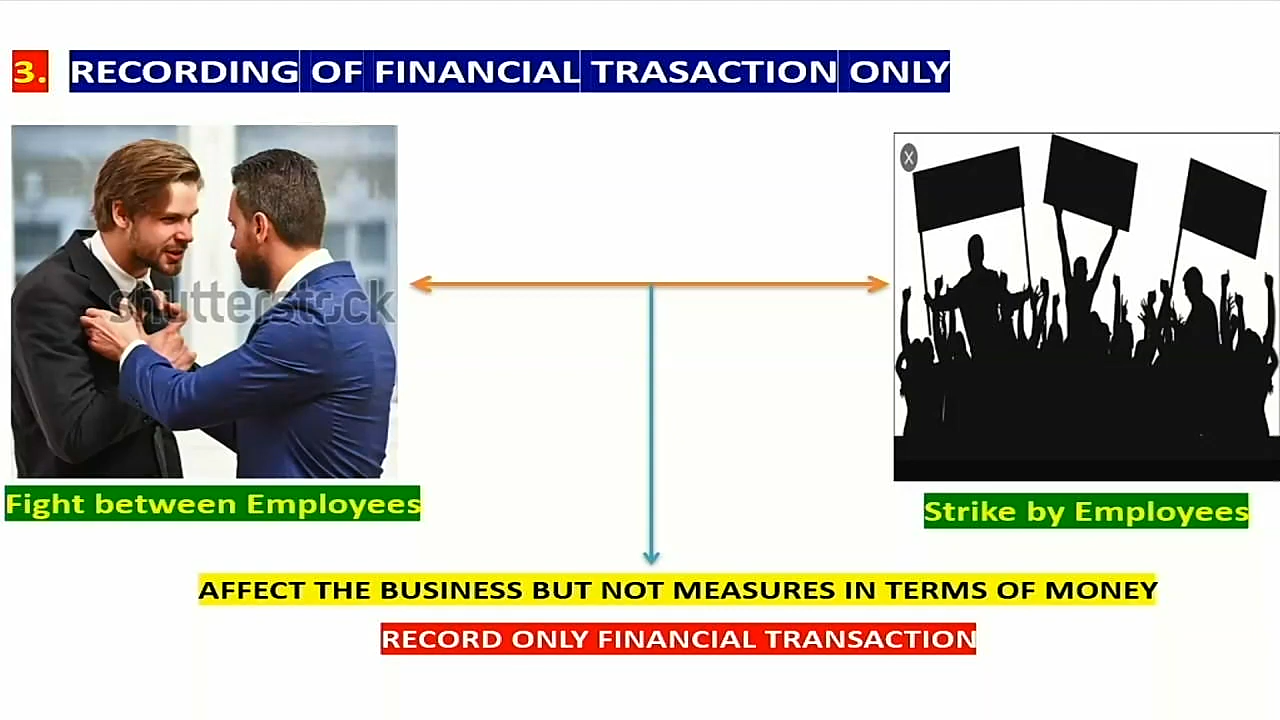 3. RECORDING OF FINANCIAL TRASACTION ONLY
X
shutterstock
Fight between Employees
Strike by Employees
AFFECT THE BUSINESS BUT NOT MEASURES IN TERMS OF MONEY
RECORD ONLY FINANCIAL TRANSACTION